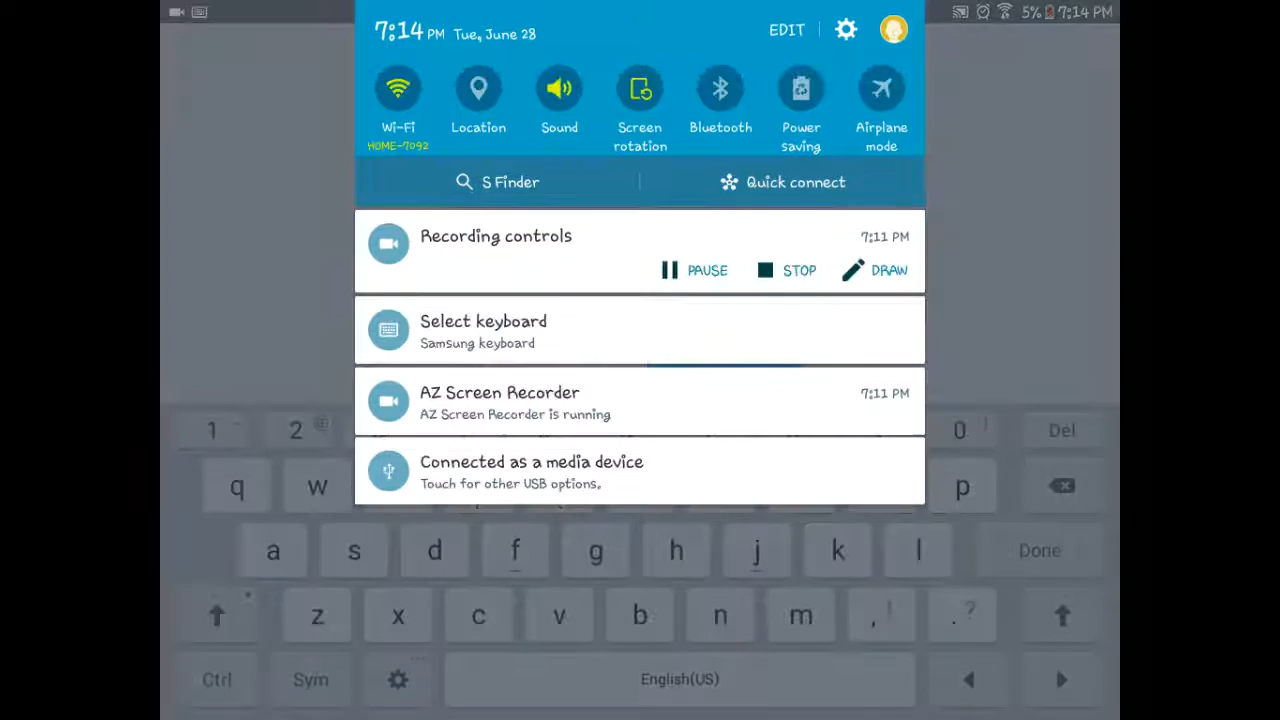 5% 7:14 PM
7:14 PM Tue, June 28
EDIT
Wi-Fi
HOME-7092
Location
Sound
Screen rotation
Bluetooth
Power saving
Airplane mode
S Finder
Quick connect
Recording controls
7:11 PM
PAUSE
STOP
DRAW
Select keyboard
Samsung keyboard
AZ Screen Recorder
7:11 PM
AZ Screen Recorder is running
Connected as a media device
Touch for other USB options.
1 2 @ 0 Del
q w p
a s d f g h j k l Done
z x c v b n m , ! . ?
Ctrl Sym English(US)